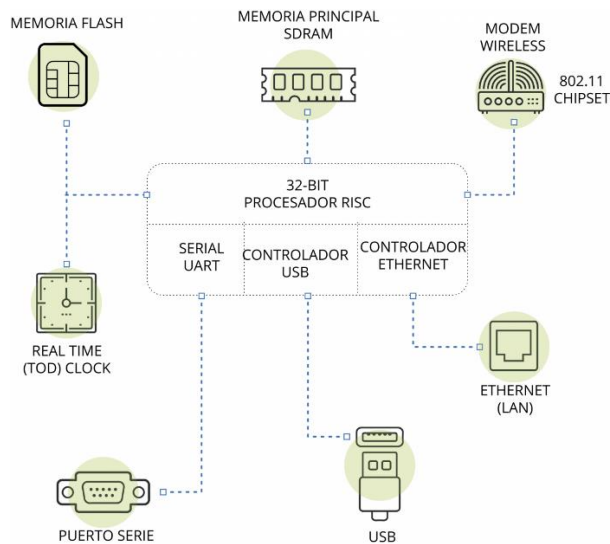 MEMORIA FLASH
MEMORIA PRINCIPAL
SDRAM
MODEM
WIRELESS
802.11
CHIPSET
32-BIT
PROCESADOR RISC
SERIAL
UART
CONTROLADOR
USB
CONTROLADOR
ETHERNET
REAL TIME
(TOD) CLOCK
ETHERNET
(LAN)
PUERTO SERIE
USB